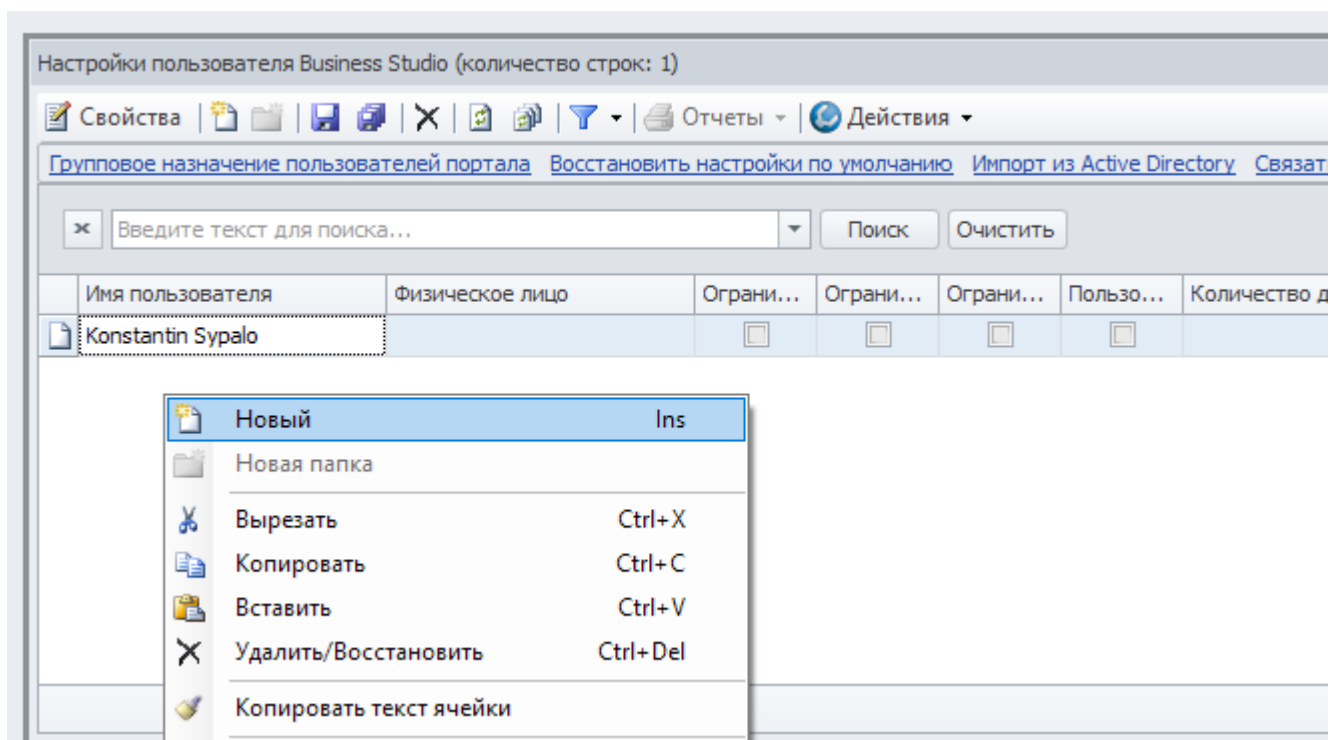 Настройки пользователя Business Studio (количество строк: 1)
Свойства Отчеты Действия
Групповое назначение пользователей портала Восстановить настройки по умолчанию Импорт из Active Directory Связат
Введите текст для поиска... Поиск Очистить
Имя пользователя Физическое лицо Ограни... Ограни... Ограни... Пользо... Количество д
Konstantin Sypalo
Новый Ins
Новая папка
Вырезать Ctrl+X
Копировать Ctrl+C
Вставить Ctrl+V
Удалить/Восстановить Ctrl+Del
Копировать текст ячейки